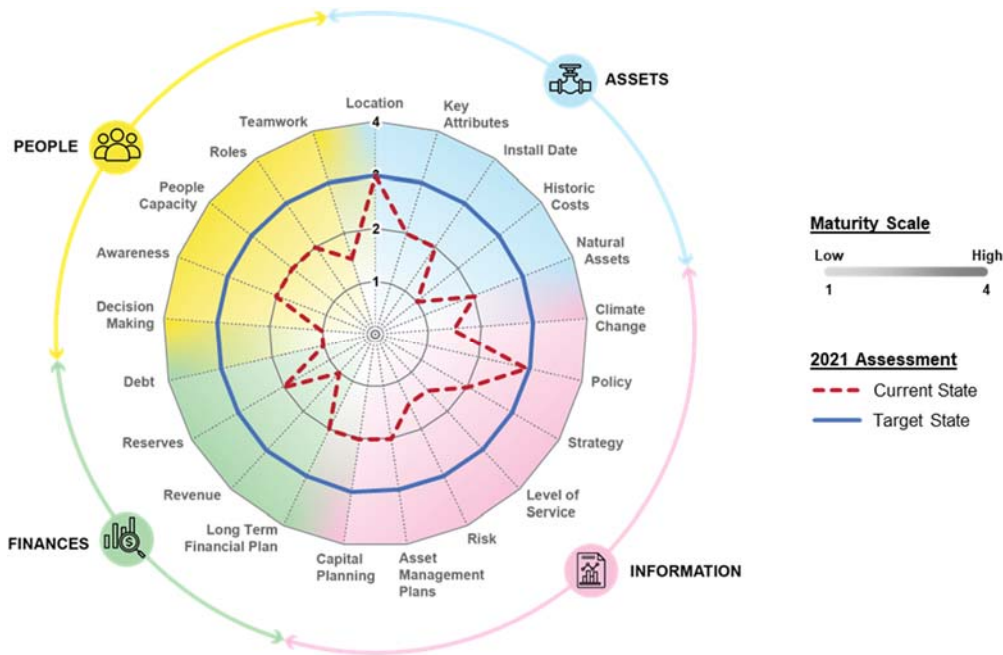 ASSETS
PEOPLE
Location
4
Key
Attributes
Install Date
Historic
Costs
Natural
Assets
Climate
Change
Policy
Strategy
Level of
Service
Risk
Asset
Management
Plans
Capital
Planning
Long Term
Financial Plan
Revenue
Reserves
Debt
Decision
Making
Awareness
People
Capacity
Roles
Teamwork
3
2
1
0
FINANCES
$
INFORMATION
Maturity Scale
Low High
1 4
2021 Assessment
Current State
Target State